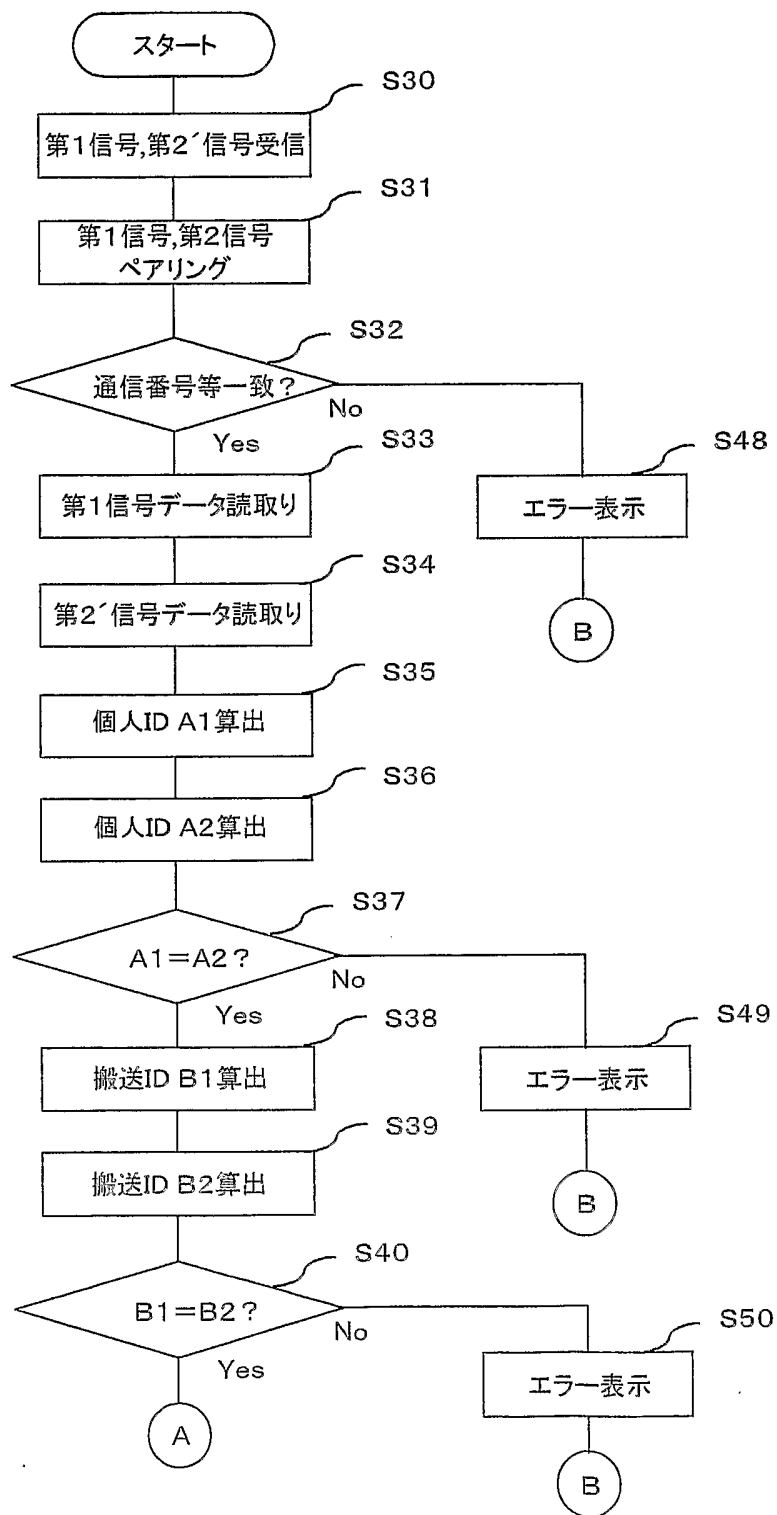 スタート
S30
第1信号,第2´信号受信
S31
第1信号,第2信号
ペアリング
S32
通信番号等一致?
No
Yes
S33
S48
第1信号データ読取り
エラー表示
S34
第2´信号データ読取り
B
S35
個人ID A1算出
S36
個人ID A2算出
S37
A1=A2?
No
Yes
S38
S49
搬送ID B1算出
エラー表示
S39
搬送ID B2算出
B
S40
B1=B2?
No
S50
Yes
エラー表示
A
B